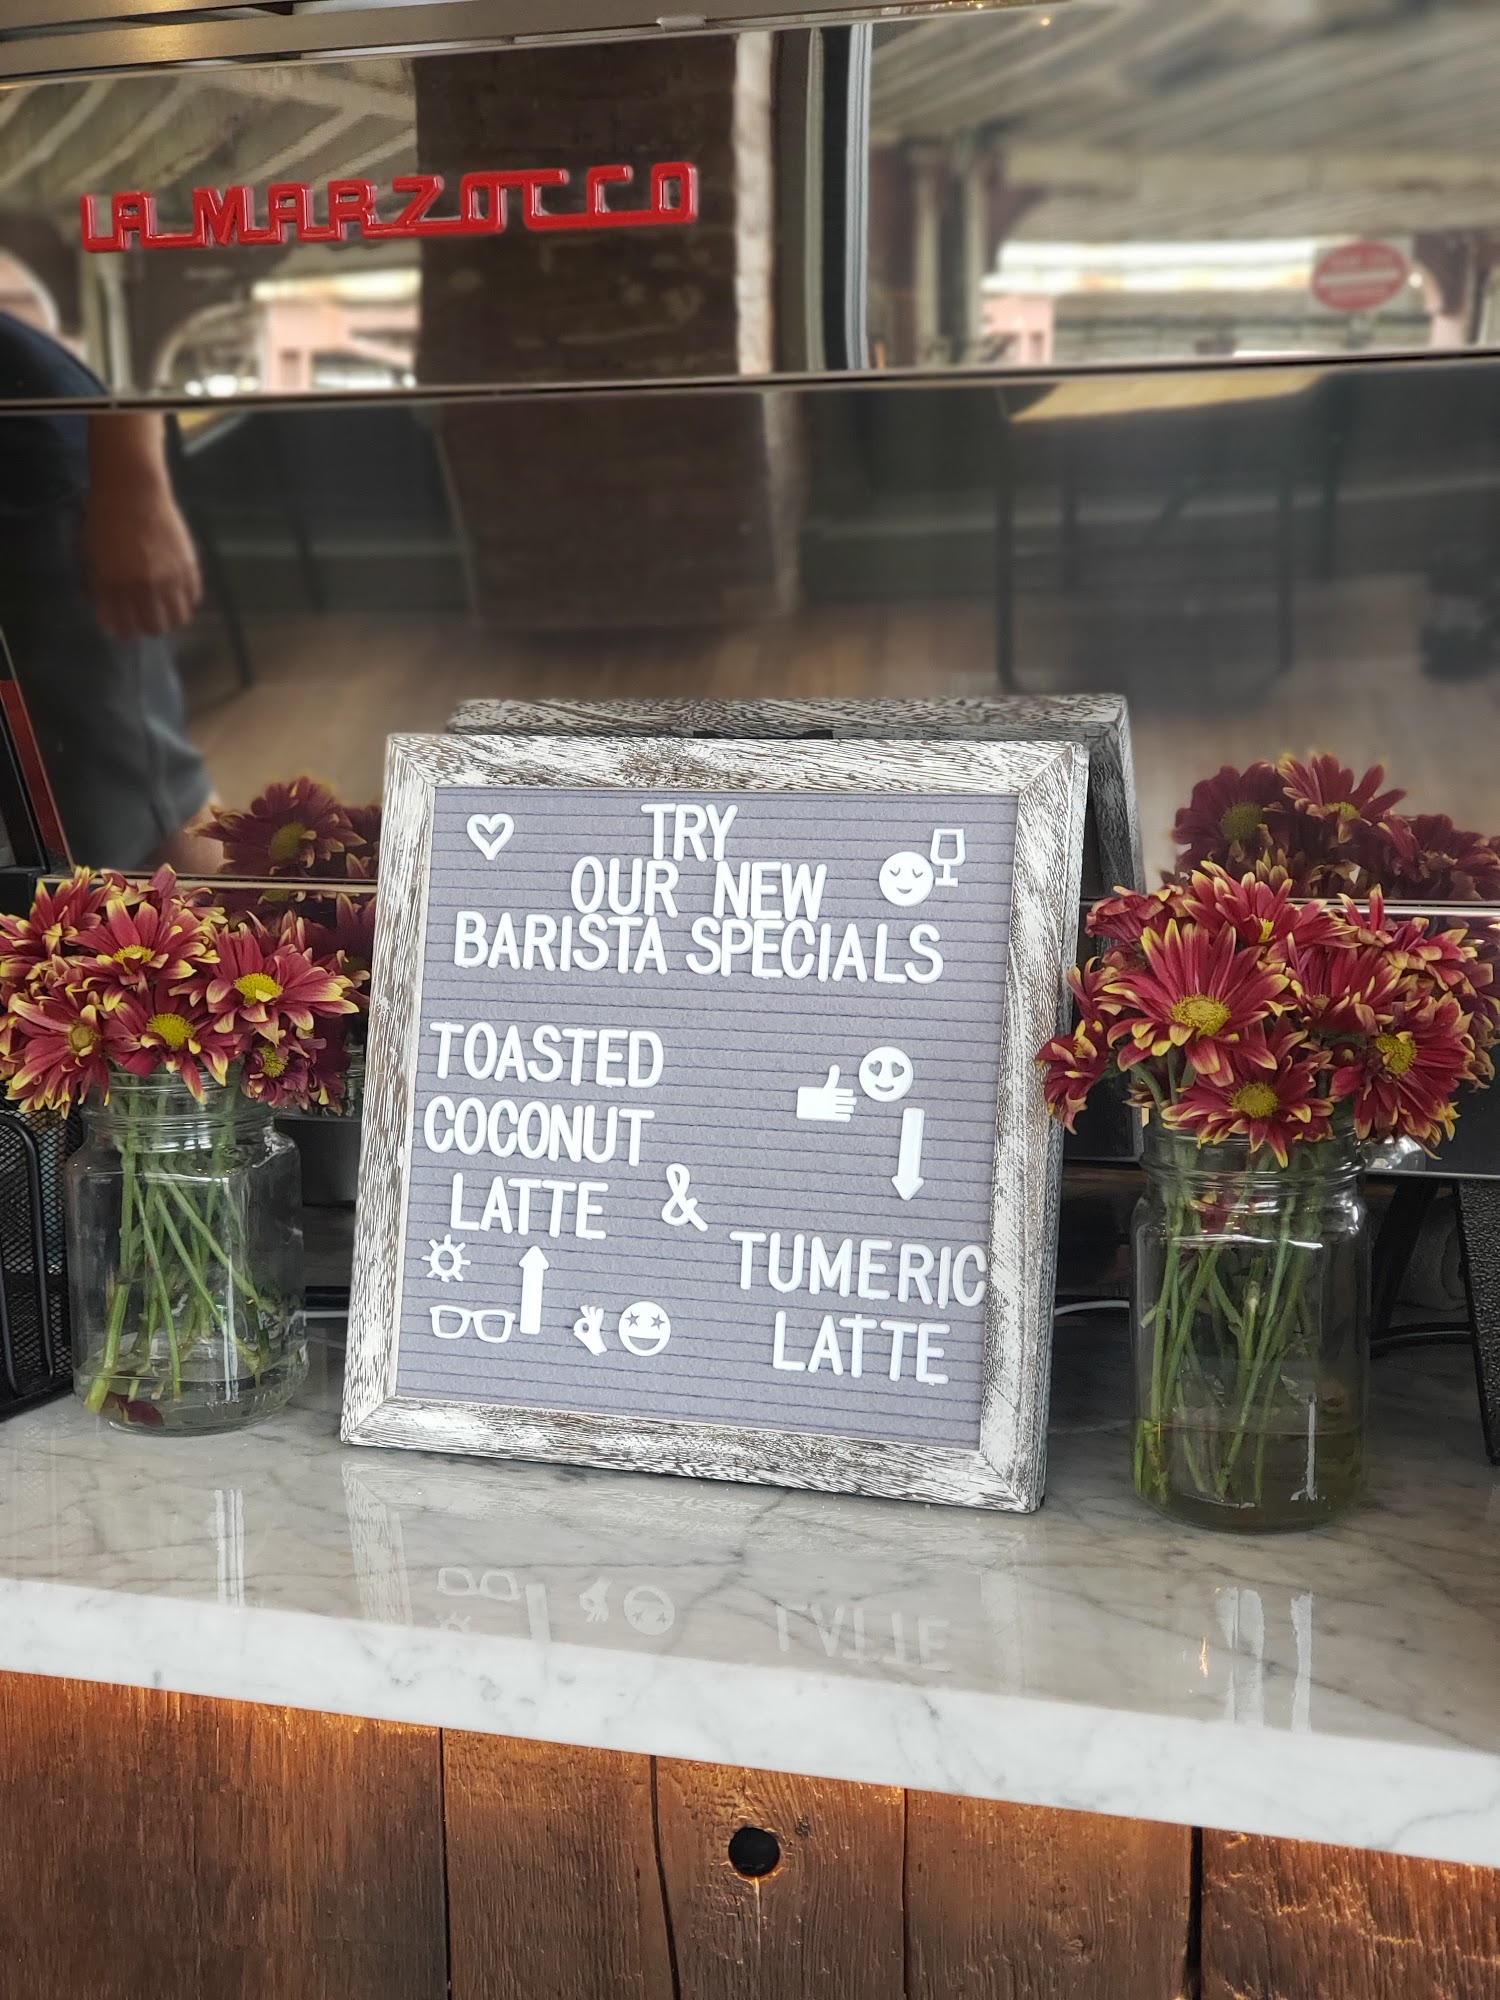 LA MARZOCCO
TRY
OUR NEW
BARISTA SPECIALS
TOASTED
COCONUT
LATTE
&
TUMERIC
LATTE